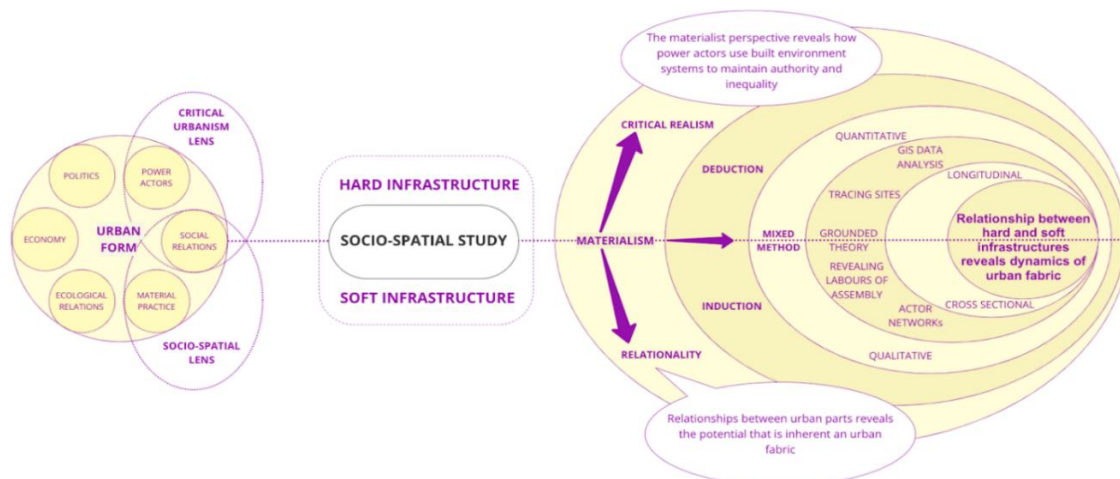 CRITICAL
URBANISM
LENS
POLITICS
POWER
ACTORS
ECONOMY
URBAN
FORM
SOCIAL
RELATIONS
ECOLOGICAL
RELATIONS
MATERIAL
PRACTICE
SOCIO-SPATIAL
LENS
HARD INFRASTRUCTURE
SOCIO-SPATIAL STUDY
SOFT INFRASTRUCTURE
The materialist perspective reveals how
power actors use built environment
systems to maintain authority and
inequality
CRITICAL REALISM
MATERIALISM
RELATIONALITY
Relationships between urban parts reveals
the potential that is inherent an urban
fabric
DEDUCTION
INDUCTION
QUANTITATIVE
MIXED
METHOD
QUALITATIVE
GIS DATA
ANALYSIS
TRACING SITES
GROUNDED
THEORY
REVEALING
LABOURS OF
ASSEMBLY
ACTOR
NETWORKs
LONGITUDINAL
CROSS SECTIONAL
Relationship between
hard and soft
infrastructures
reveals dynamics of
urban fabric